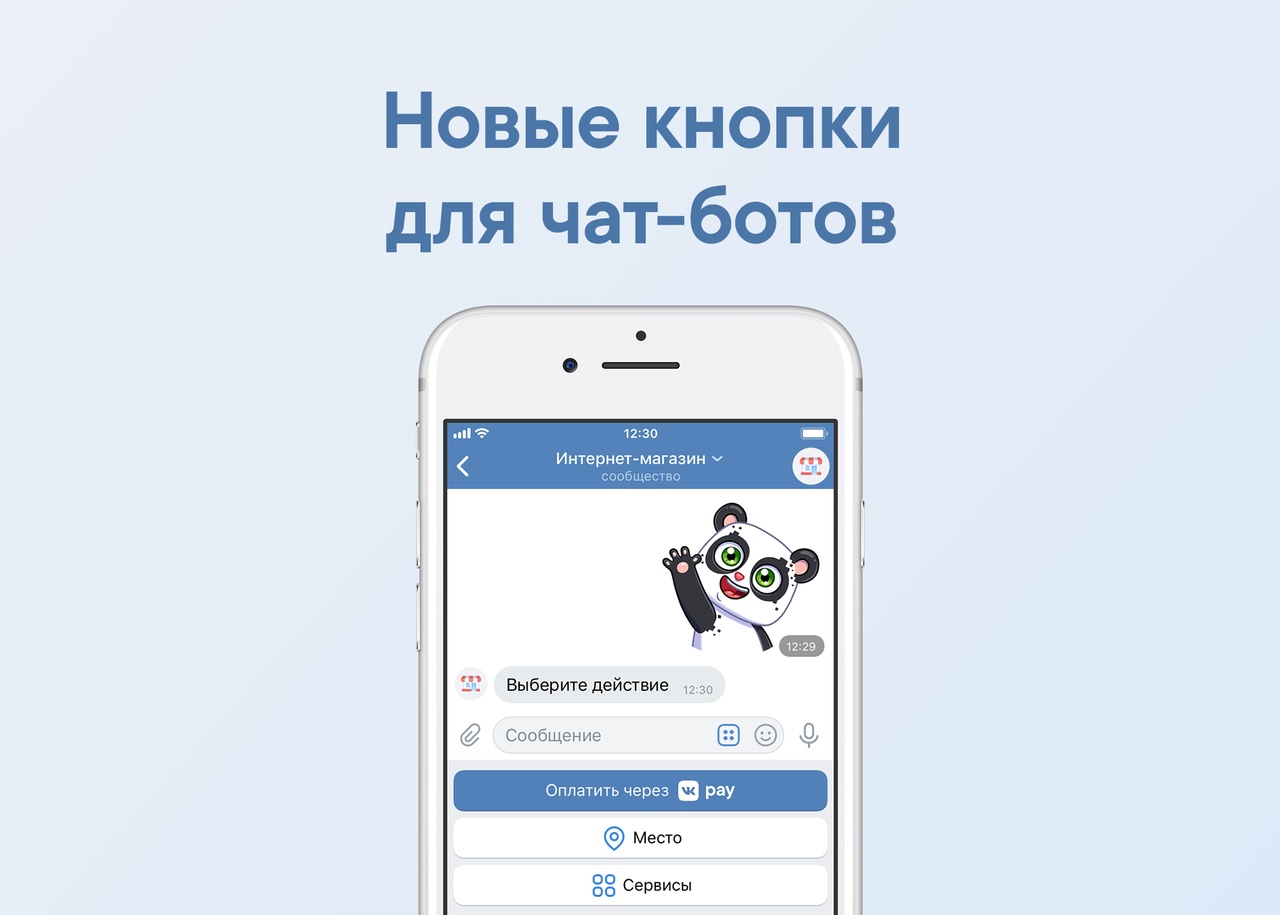 Новые кнопки
для чат-ботов
12:30
Интернет-магазин
сообщество
12:29
Выберите действие 12:30
Сообщение
Оплатить через VK pay
Место
Сервисы